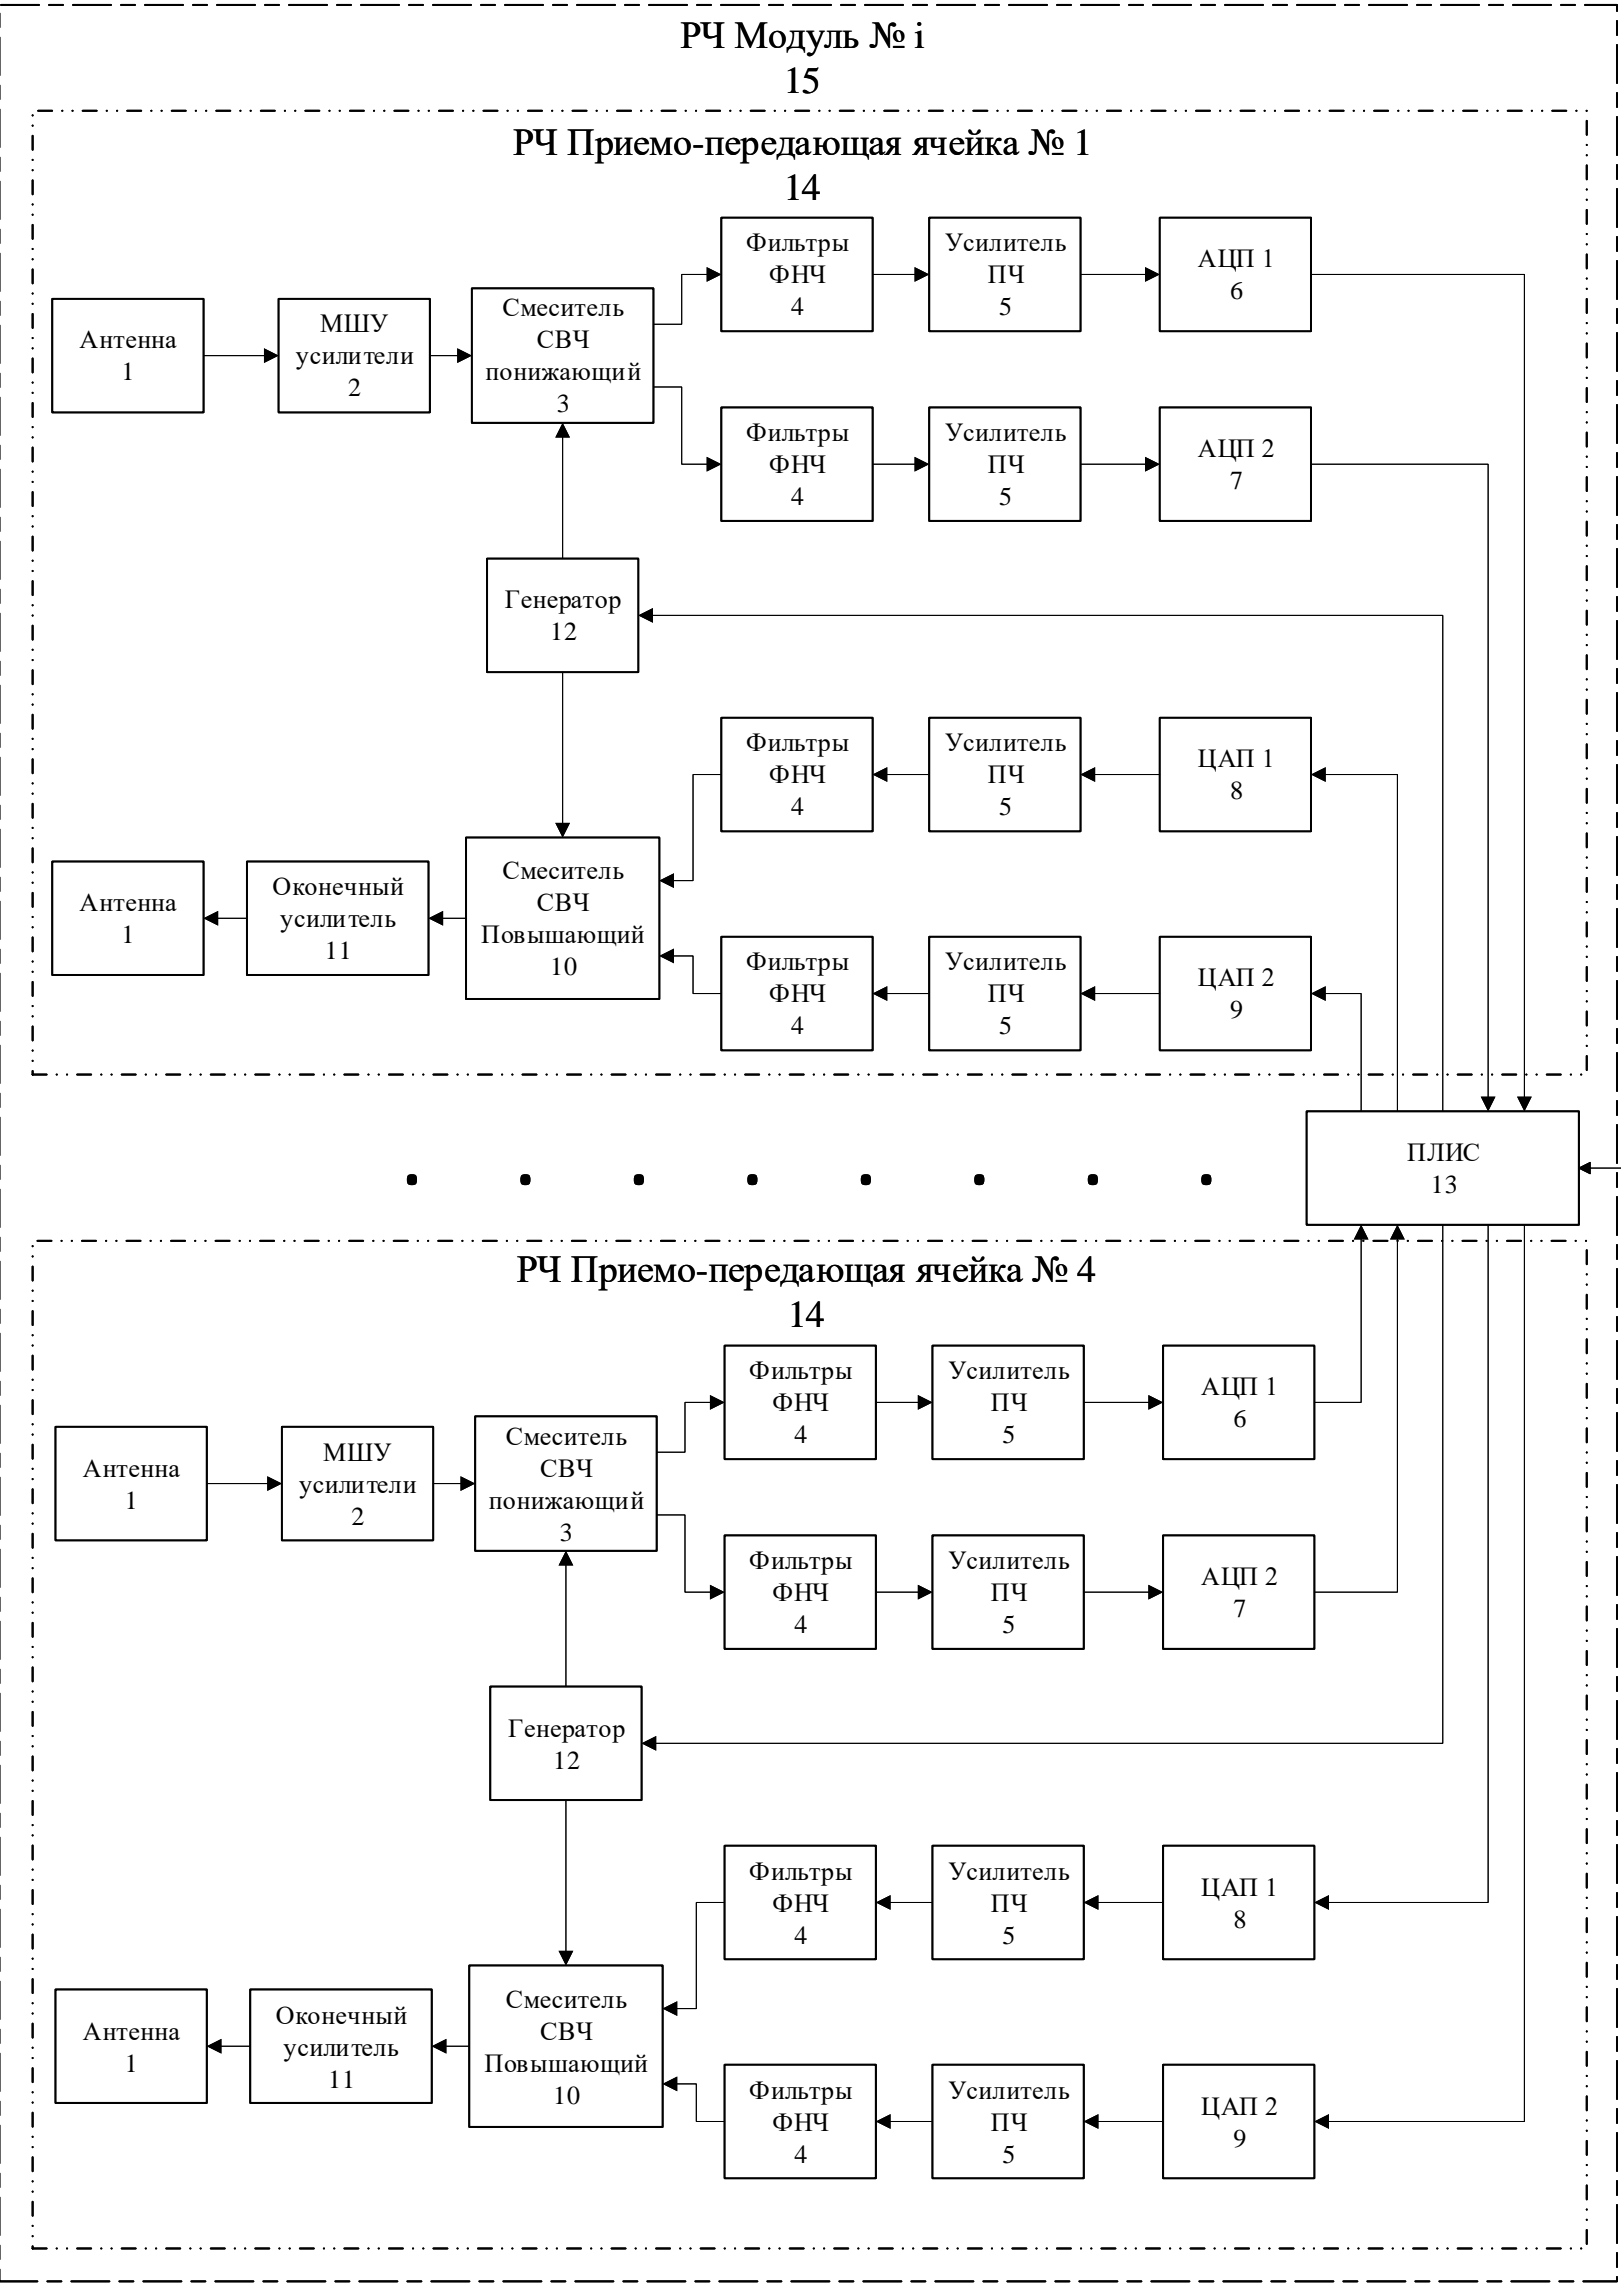 РЧ Модуль № i
15
РЧ Приемо-передающая ячейка № 1
14
Фильтры
ФНЧ
4
Усилитель
ПЧ
5
АЦП 1
6
Антенна
1
МШУ
усилители
2
Смеситель
СВЧ
понижающий
3
Фильтры
ФНЧ
4
Усилитель
ПЧ
5
АЦП 2
7
Генератор
12
Фильтры
ФНЧ
4
Усилитель
ПЧ
5
ЦАП 1
8
Антенна
1
Оконечный
усилитель
11
Смеситель
СВЧ
Повышающий
10
Фильтры
ФНЧ
4
Усилитель
ПЧ
5
ЦАП 2
9
ПЛИС
13
РЧ Приемо-передающая ячейка № 4
14
Фильтры
ФНЧ
4
Усилитель
ПЧ
5
АЦП 1
6
Антенна
1
МШУ
усилители
2
Смеситель
СВЧ
понижающий
3
Фильтры
ФНЧ
4
Усилитель
ПЧ
5
АЦП 2
7
Генератор
12
Фильтры
ФНЧ
4
Усилитель
ПЧ
5
ЦАП 1
8
Антенна
1
Оконечный
усилитель
11
Смеситель
СВЧ
Повышающий
10
Фильтры
ФНЧ
4
Усилитель
ПЧ
5
ЦАП 2
9